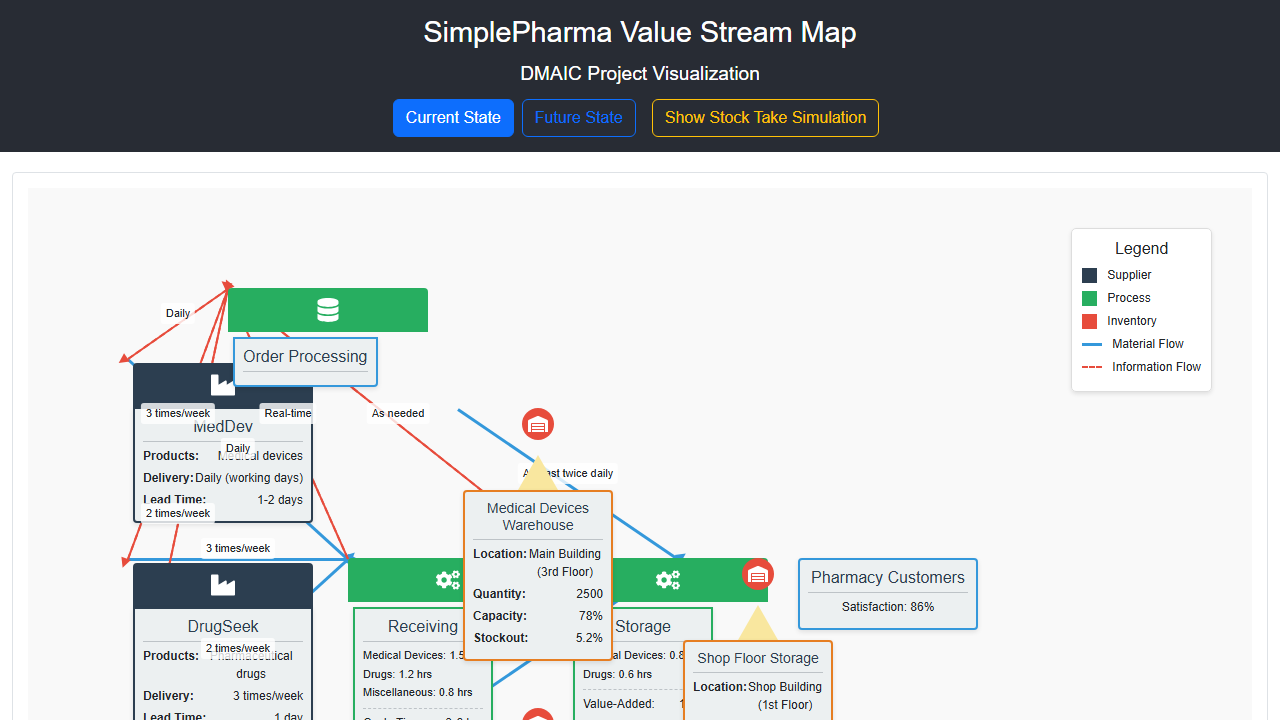 SimplePharma Value Stream Map
DMAIC Project Visualization
Current State
Future State
Show Stock Take Simulation
Legend
Supplier
Process
Inventory
Material Flow
Information Flow
Daily
Order Processing
3 times/week
Real-time
As needed
MedDev
Daily
Products: Medical devices
Delivery: Daily (working days)
Lead Time: 1-2 days
2 times/week
twice daily
Medical Devices
Warehouse
Location: Main Building
(3rd Floor)
Quantity: 2500
Capacity: 78%
Stockout: 5.2%
3 times/week
DrugSeek
2 times/week
Products: Pharmaceutical
drugs
Delivery: 3 times/week
Lead Time: 1 day
Receiving
Medical Devices: 1.5
Drugs: 1.2 hrs
Miscellaneous: 0.8 hrs
Storage
Devices: 0.8
Drugs: 0.6 hrs
Value-Added:
Shop Floor Storage
Location: Shop Building
(1st Floor)
Pharmacy Customers
Satisfaction: 86%